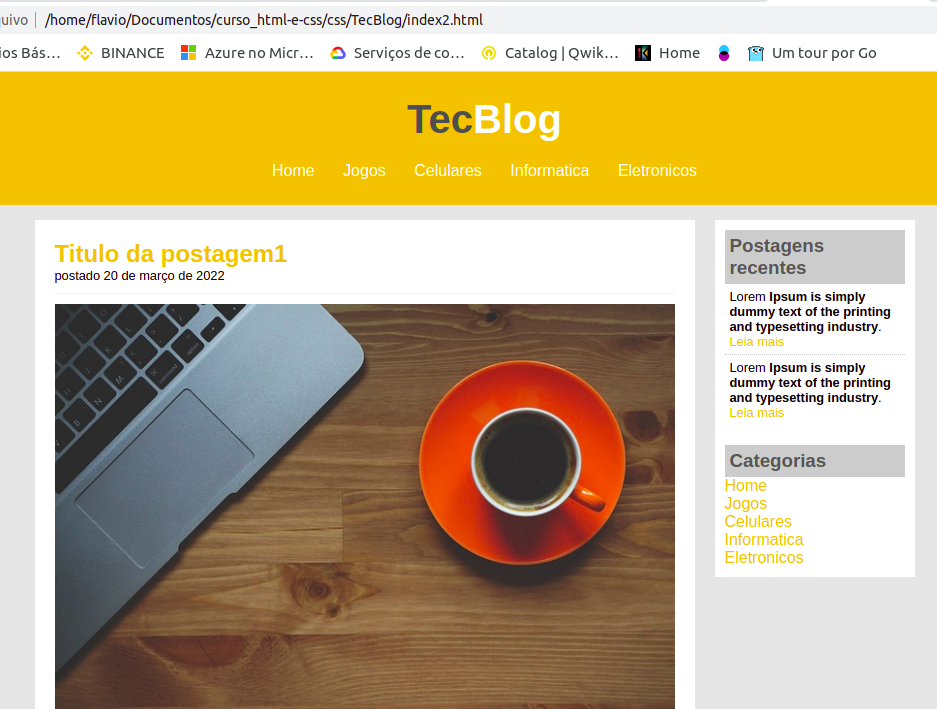 quivo | /home/flavio/Documentos/curso_html-e-css/css/TecBlog/index2.html
ios Bás… BINANCE Azure no Micr… Serviços de co… Catalog | Qwik… Home Um tour por Go
TecBlog
Home Jogos Celulares Informatica Eletronicos
Titulo da postagem1
postado 20 de março de 2022
Postagens
recentes
Lorem Ipsum is simply
dummy text of the printing
and typesetting industry.
Leia mais
Lorem Ipsum is simply
dummy text of the printing
and typesetting industry.
Leia mais
Categorias
Home
Jogos
Celulares
Informatica
Eletronicos